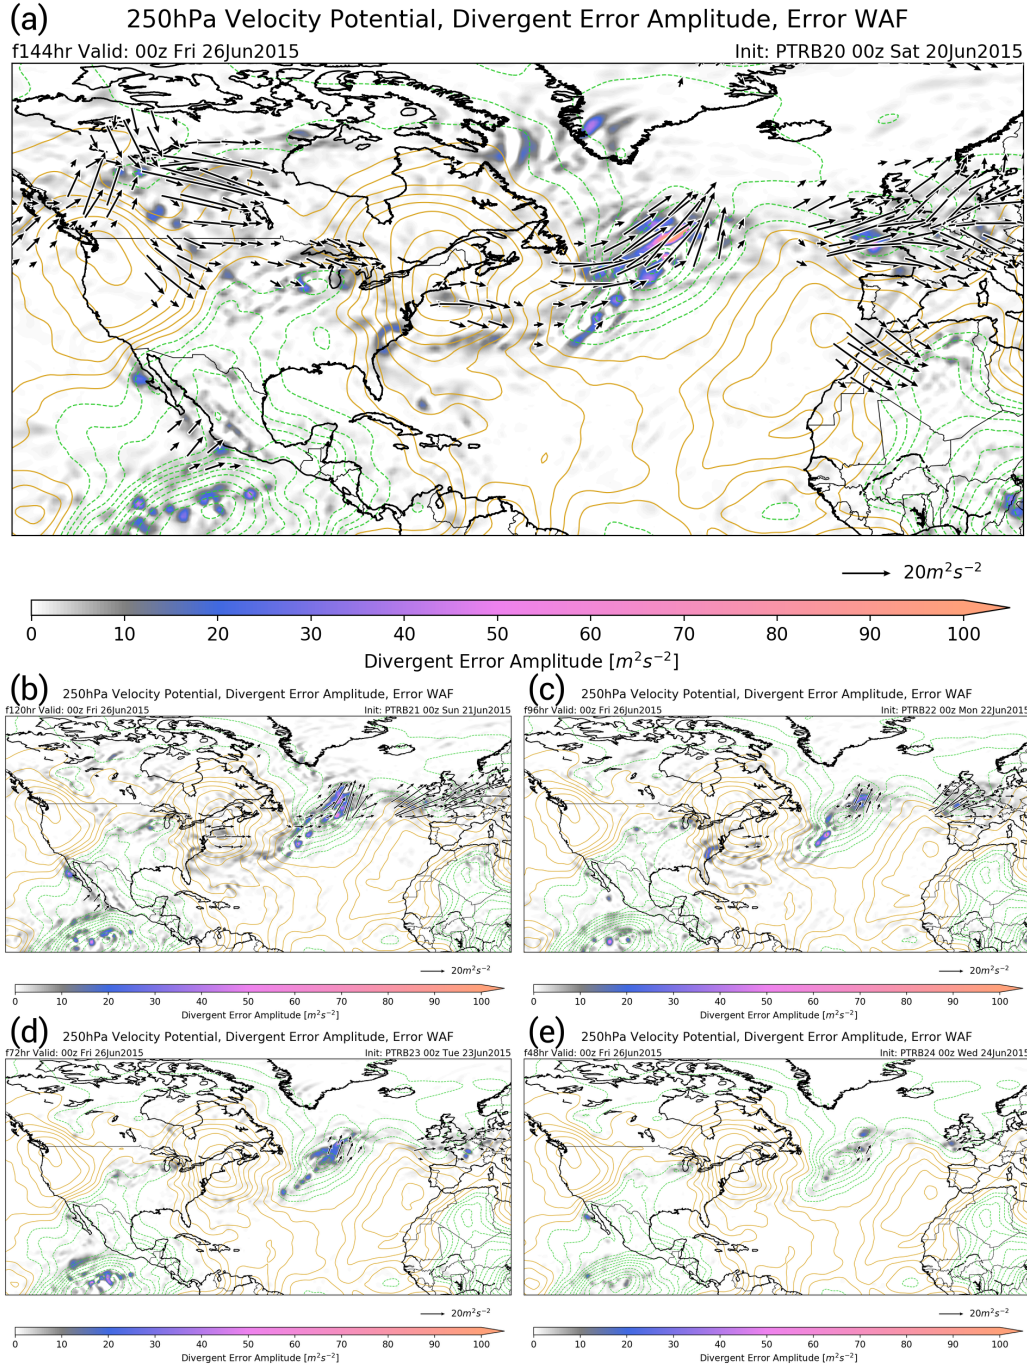 (a)
250hPa Velocity Potential, Divergent Error Amplitude, Error WAF
f144hr Valid: 00z Fri 26Jun2015 Init: PTRB20 00z Sat 20Jun2015
20m²s⁻²
0 10 20 30 40 50 60 70 80 90 100
Divergent Error Amplitude [m²s⁻²]
(b)
250hPa Velocity Potential, Divergent Error Amplitude, Error WAF
f120hr Valid: 00z Fri 26Jun2015 Init: PTRB21 00z Sun 21Jun2015
20m²s⁻²
0 10 20 30 40 50 60 70 80 90 100
Divergent Error Amplitude [m²s⁻²]
(c)
250hPa Velocity Potential, Divergent Error Amplitude, Error WAF
f96hr Valid: 00z Fri 26Jun2015 Init: PTRB22 00z Mon 22Jun2015
20m²s⁻²
0 10 20 30 40 50 60 70 80 90 100
Divergent Error Amplitude [m²s⁻²]
(d)
250hPa Velocity Potential, Divergent Error Amplitude, Error WAF
f72hr Valid: 00z Fri 26Jun2015 Init: PTRB23 00z Tue 23Jun2015
20m²s⁻²
0 10 20 30 40 50 60 70 80 90 100
Divergent Error Amplitude [m²s⁻²]
(e)
250hPa Velocity Potential, Divergent Error Amplitude, Error WAF
f48hr Valid: 00z Fri 26Jun2015 Init: PTRB24 00z Wed 24Jun2015
20m²s⁻²
0 10 20 30 40 50 60 70 80 90 100
Divergent Error Amplitude [m²s⁻²]